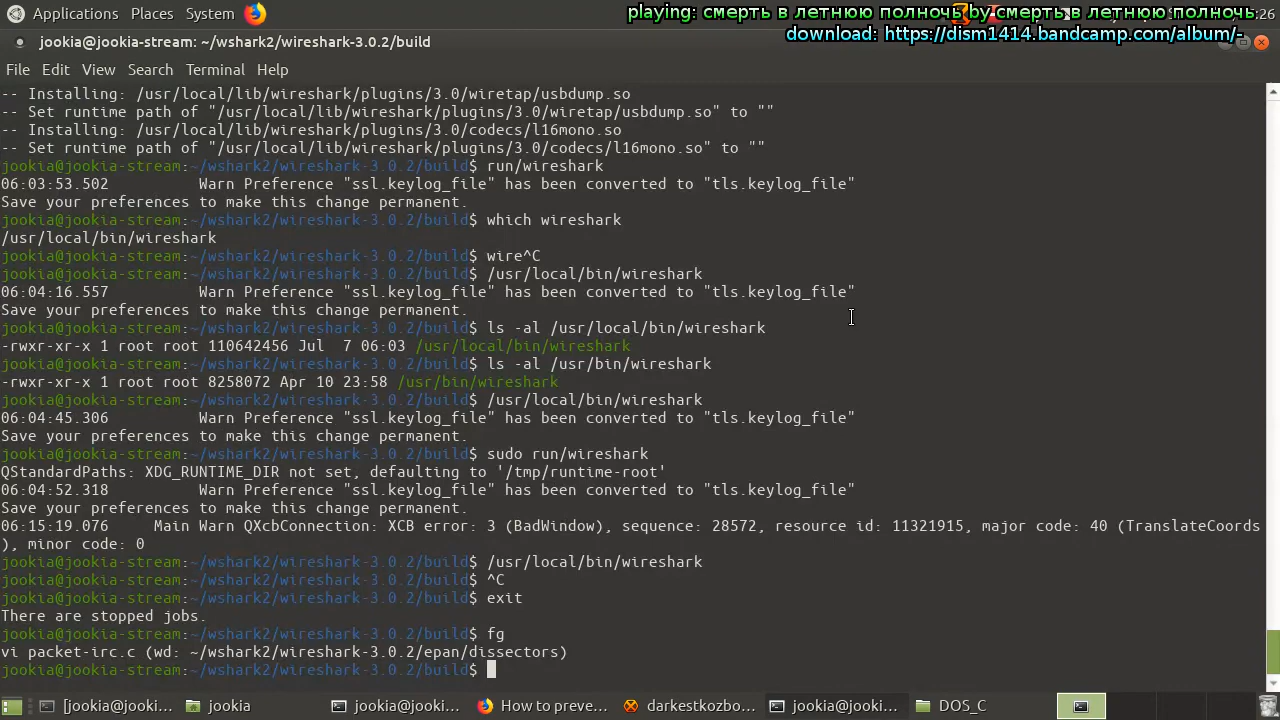 Applications Places System
playing: смерть в летнюю полночь by смерть в летнюю полночь
:26
download: https://dism1414.bandcamp.com/album/-
jookia@jookia-stream: ~/wshark2/wireshark-3.0.2/build
File Edit View Search Terminal Help
-- Installing: /usr/local/lib/wireshark/plugins/3.0/wiretap/usbdump.so
-- Set runtime path of "/usr/local/lib/wireshark/plugins/3.0/wiretap/usbdump.so" to ""
-- Installing: /usr/local/lib/wireshark/plugins/3.0/codecs/l16mono.so
-- Set runtime path of "/usr/local/lib/wireshark/plugins/3.0/codecs/l16mono.so" to ""
jookia@jookia-stream:~/wshark2/wireshark-3.0.2/build$ run/wireshark
06:03:53.502          Warn Preference "ssl.keylog_file" has been converted to "tls.keylog_file"
Save your preferences to make this change permanent.
jookia@jookia-stream:~/wshark2/wireshark-3.0.2/build$ which wireshark
/usr/local/bin/wireshark
jookia@jookia-stream:~/wshark2/wireshark-3.0.2/build$ wire^C
jookia@jookia-stream:~/wshark2/wireshark-3.0.2/build$ /usr/local/bin/wireshark
06:04:16.557          Warn Preference "ssl.keylog_file" has been converted to "tls.keylog_file"
Save your preferences to make this change permanent.
jookia@jookia-stream:~/wshark2/wireshark-3.0.2/build$ ls -al /usr/local/bin/wireshark
-rwxr-xr-x 1 root root 110642456 Jul  7 06:03 /usr/local/bin/wireshark
jookia@jookia-stream:~/wshark2/wireshark-3.0.2/build$ ls -al /usr/bin/wireshark
-rwxr-xr-x 1 root root 8258072 Apr 10 23:58 /usr/bin/wireshark
jookia@jookia-stream:~/wshark2/wireshark-3.0.2/build$ /usr/local/bin/wireshark
06:04:45.306          Warn Preference "ssl.keylog_file" has been converted to "tls.keylog_file"
Save your preferences to make this change permanent.
jookia@jookia-stream:~/wshark2/wireshark-3.0.2/build$ sudo run/wireshark
QStandardPaths: XDG_RUNTIME_DIR not set, defaulting to '/tmp/runtime-root'
06:04:52.318          Warn Preference "ssl.keylog_file" has been converted to "tls.keylog_file"
Save your preferences to make this change permanent.
06:15:19.076     Main Warn QXcbConnection: XCB error: 3 (BadWindow), sequence: 28572, resource id: 11321915, major code: 40 (TranslateCoords
), minor code: 0
jookia@jookia-stream:~/wshark2/wireshark-3.0.2/build$ /usr/local/bin/wireshark
jookia@jookia-stream:~/wshark2/wireshark-3.0.2/build$ ^C
jookia@jookia-stream:~/wshark2/wireshark-3.0.2/build$ exit
There are stopped jobs.
jookia@jookia-stream:~/wshark2/wireshark-3.0.2/build$ fg
vi packet-irc.c (wd: ~/wshark2/wireshark-3.0.2/epan/dissectors)
jookia@jookia-stream:~/wshark2/wireshark-3.0.2/build$
[jookia@jooki... jookia jookia@jooki... How to preve... darkestkozbo... jookia@jooki... DOS_C